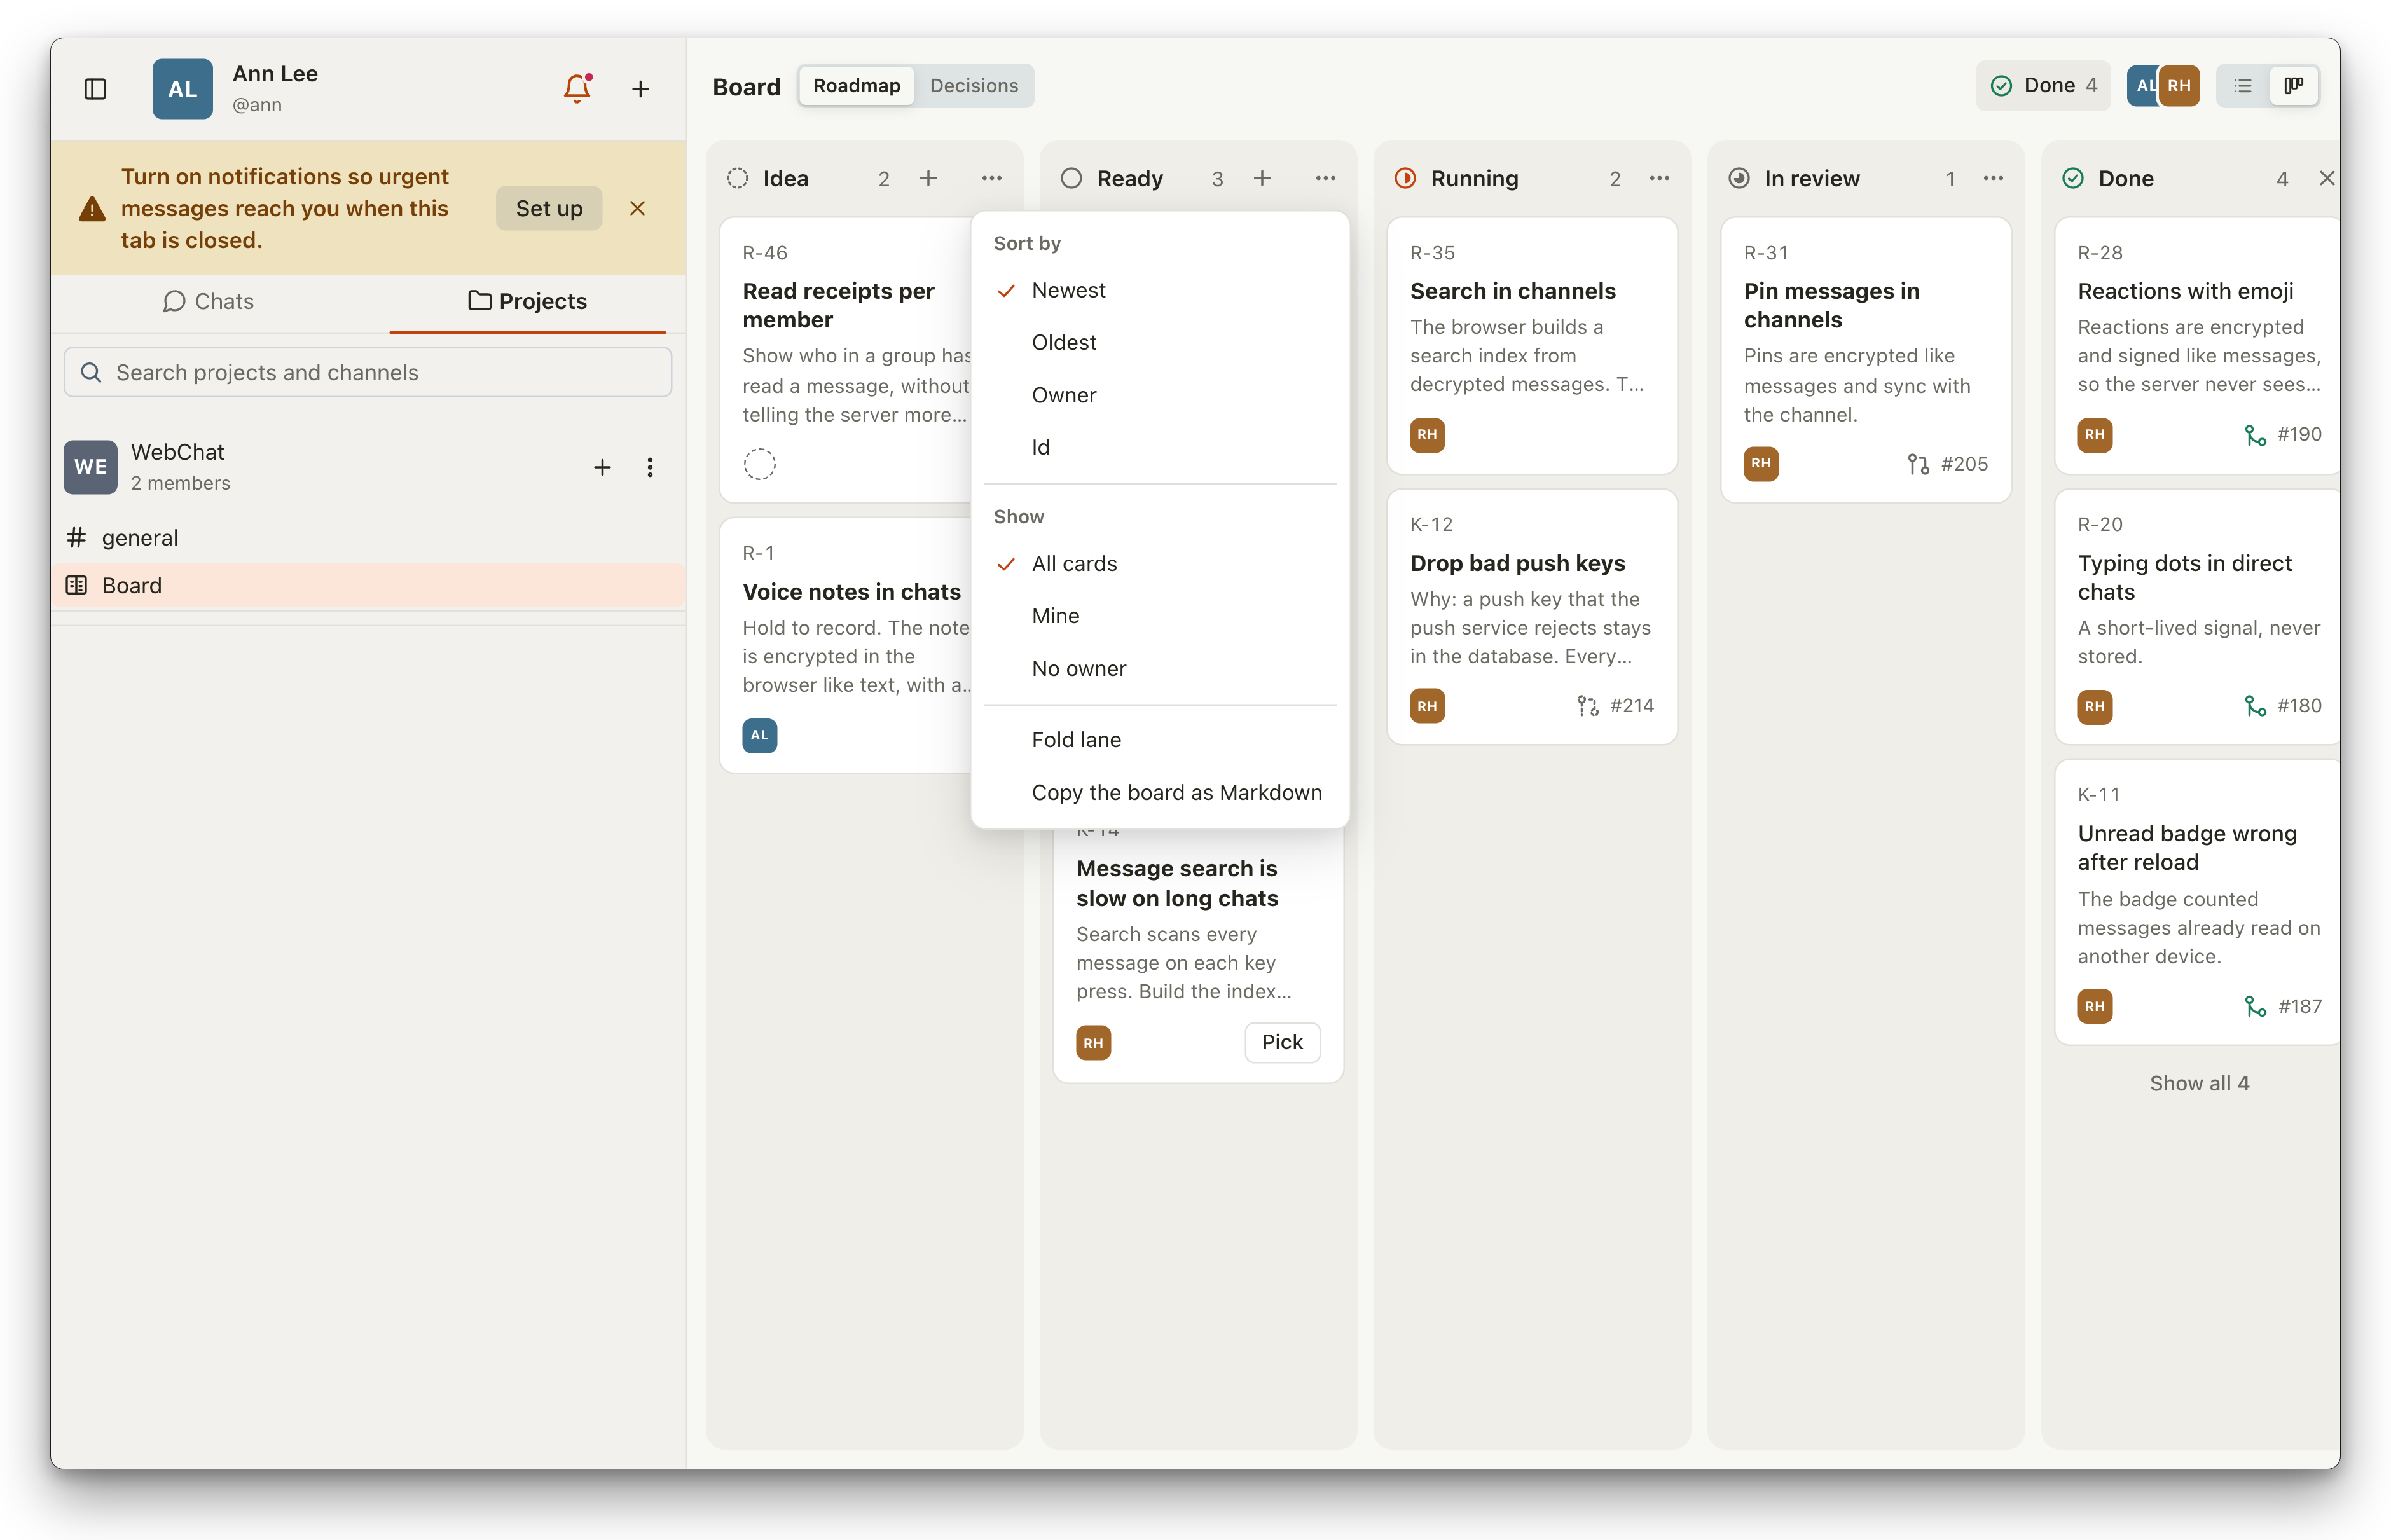 AL
Ann Lee
@ann
Turn on notifications so urgent
messages reach you when this
tab is closed.
Set up
Chats
Projects
Search projects and channels
WE
WebChat
2 members
general
Board
Board
Roadmap
Decisions
Done 4
AL
RH
Idea 2
R-46
Read receipts per
member
Show who in a group has
read a message, without
telling the server more...
R-1
Voice notes in chats
Hold to record. The note
is encrypted in the
browser like text, with a...
AL
Ready 3
Sort by
Newest
Oldest
Owner
Id
Show
All cards
Mine
No owner
Fold lane
Copy the board as Markdown
K-14
Message search is
slow on long chats
Search scans every
message on each key
press. Build the index...
RH
Pick
Running 2
R-35
Search in channels
The browser builds a
search index from
decrypted messages. T...
RH
K-12
Drop bad push keys
Why: a push key that the
push service rejects stays
in the database. Every...
RH
#214
In review 1
R-31
Pin messages in
channels
Pins are encrypted like
messages and sync with
the channel.
RH
#205
Done 4
R-28
Reactions with emoji
Reactions are encrypted
and signed like messages,
so the server never sees...
RH
#190
R-20
Typing dots in direct
chats
A short-lived signal, never
stored.
RH
#180
K-11
Unread badge wrong
after reload
The badge counted
messages already read on
another device.
RH
#187
Show all 4